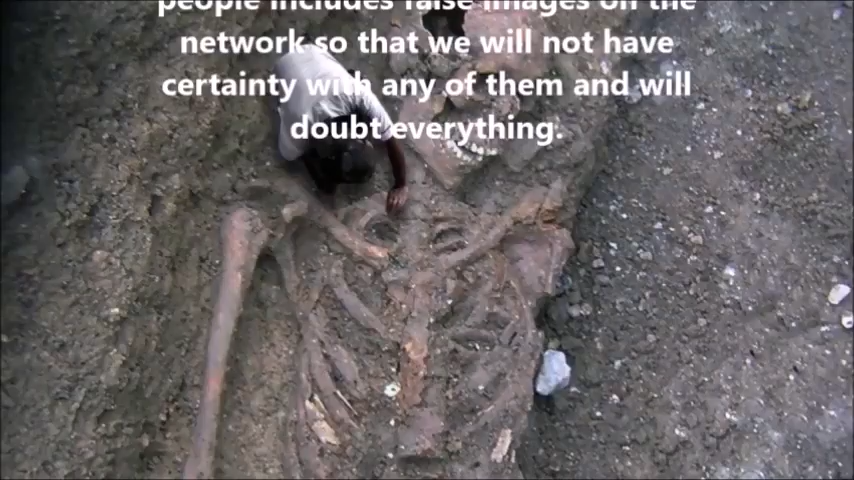 people includes false images on the
network so that we will not have
certainty with any of them and will
doubt everything.